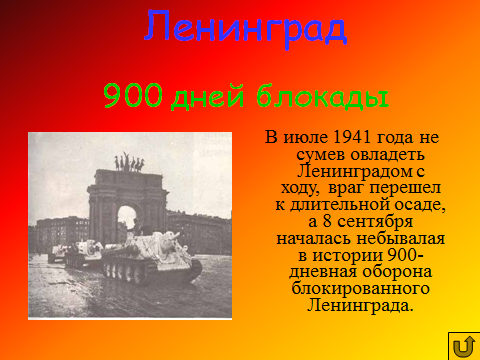 Ленинград
900 дней блокады
В июле 1941 года не
сумев овладеть
Ленинградом с
ходу, враг перешел
к длительной осаде,
а 8 сентября
началась небывалая
в истории 900-
дневная оборона
блокированного
Ленинграда.